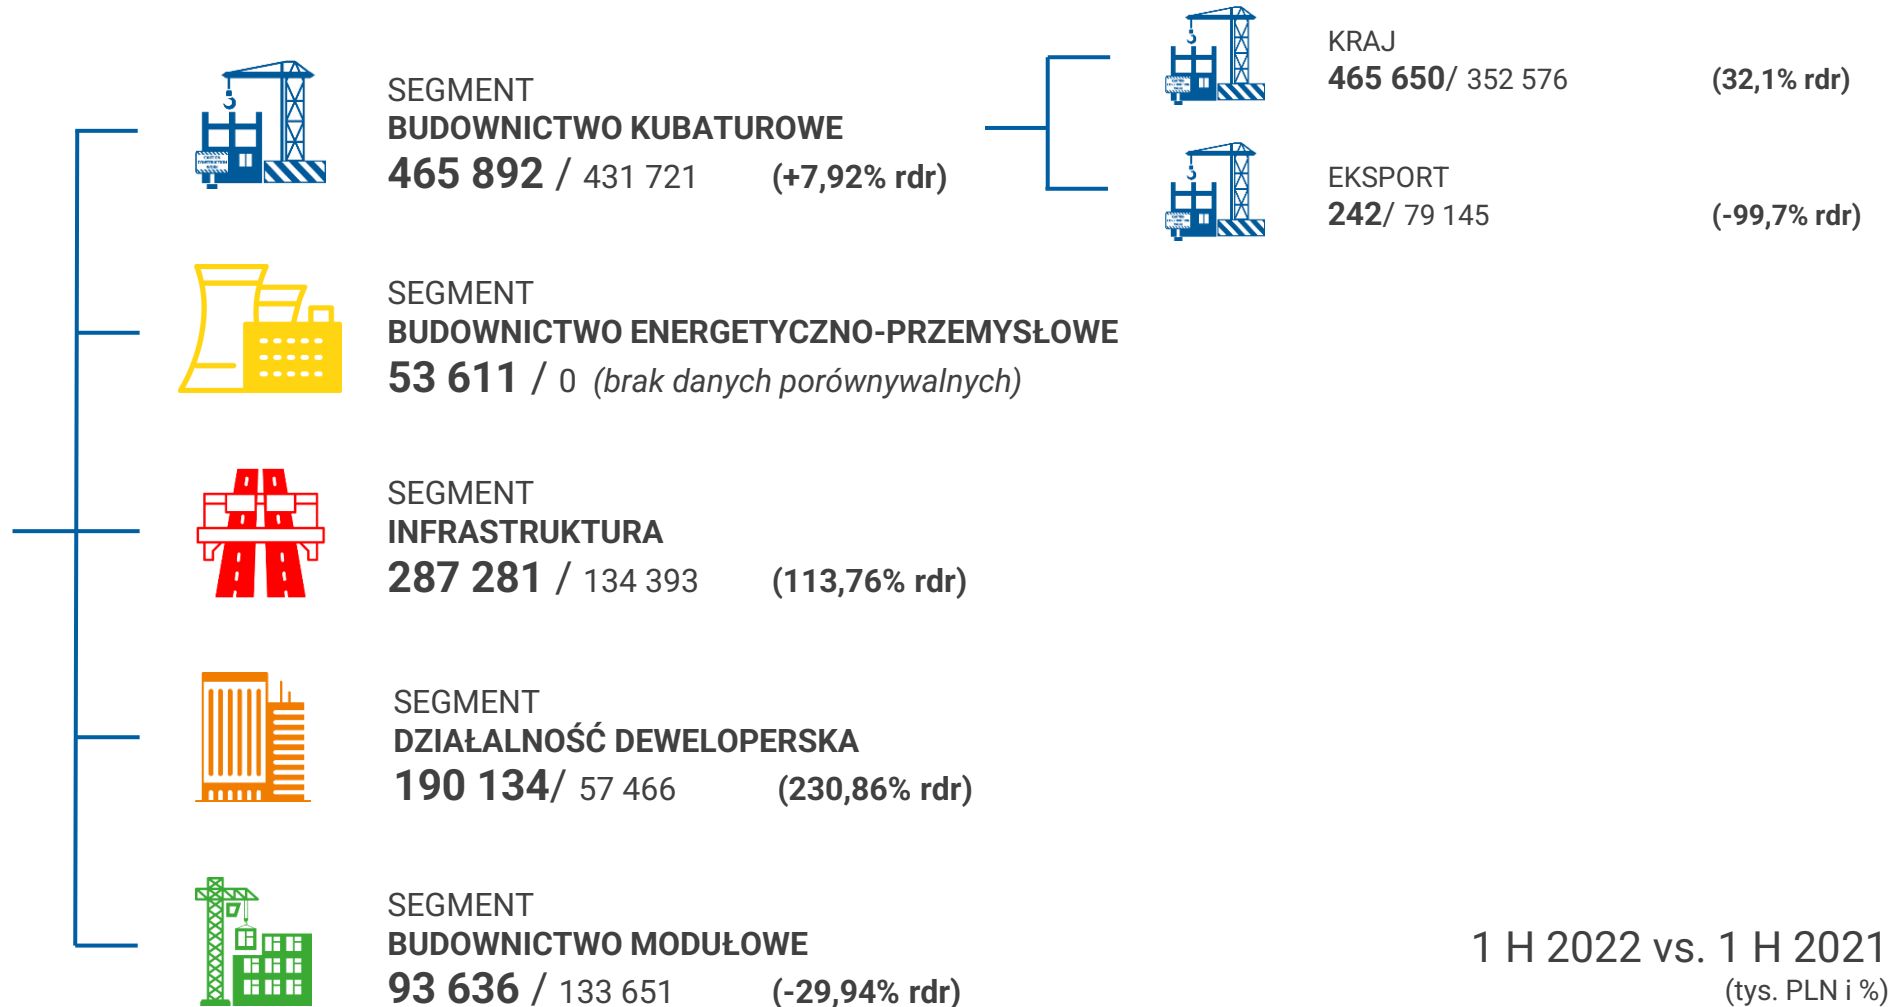 SEGMENT
BUDOWNICTWO KUBATUROWE
465 892 / 431 721 (+7,92% rdr)
KRAJ
465 650/ 352 576 (32,1% rdr)
EKSPORT
242/ 79 145 (-99,7% rdr)
SEGMENT
BUDOWNICTWO ENERGETYCZNO-PRZEMYSŁOWE
53 611 / 0 (brak danych porównywalnych)
SEGMENT
INFRASTRUKTURA
287 281 / 134 393 (113,76% rdr)
SEGMENT
DZIAŁALNOŚĆ DEWELOPERSKA
190 134/ 57 466 (230,86% rdr)
SEGMENT
BUDOWNICTWO MODUŁOWE
93 636 / 133 651 (-29,94% rdr)
1 H 2022 vs. 1 H 2021
(tys. PLN i %)